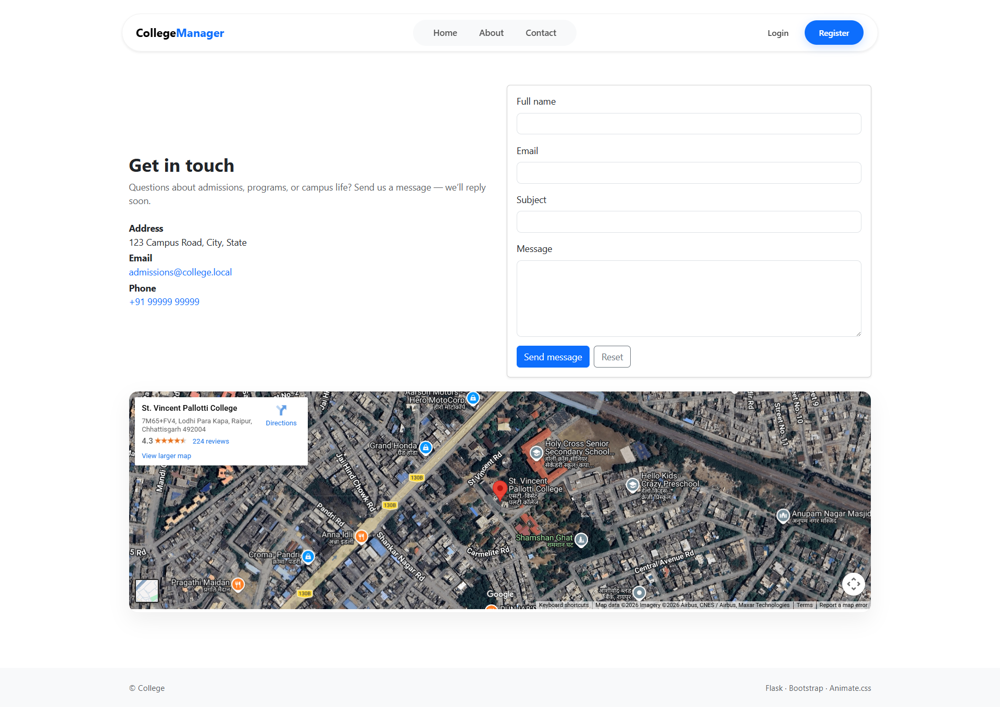 CollegeManager
Home
About
Contact
Login
Register
Get in touch
Questions about admissions, programs, or campus life? Send us a message — we’ll reply
soon.
Address
123 Campus Road, City, State
Email
admissions@college.local
Phone
+91 99999 99999
Full name
Email
Subject
Message
Send message
Reset
St. Vincent Pallotti College
7M65+FV4, Lodhi Para Kapa, Raipur,
Chhattisgarh 492004
4.3
224 reviews
View larger map
Directions
Aarson Motors -
Hero MotoCorp
हीरो मोटोकॉर्प
Grand Honda
ग्रैंड होंडा
Jai Hind Chowk Rd
130B
130B
130B
St Vincent Rd
Holy Cross Senior
Secondary School...
होली क्रॉस सीनियर
सेकेंडरी स्कूल, कपा...
St. Vincent
Pallotti College
एसटी. विंसेंट
पलटी कॉलेज
Hello Kids -
Crazy Preschool
हेलो किड्स -
क्रेज़ी प्रिस्कूल
Street No. 11
Anupam Nagar Masjid
अनुपम नगर मस्जिद
Pandri Rd
Anna Idli
अन्ना इडली
Shankar Nagar Rd
Croma- Pandri
क्रोमा- पंडरी
Shamshan Ghat
शमशान घट
Carmelite Rd
Central Avenue Rd
5 Rd
Pragathi Maidan
प्रगति मैदान
आशीर्वाद ब्लड
बैंक, रायपुर
Google
Keyboard shortcuts
Map data ©2026 Imagery ©2026 Airbus, CNES / Airbus, Maxar Technologies
Terms
Report a map error
© College
Flask · Bootstrap · Animate.css